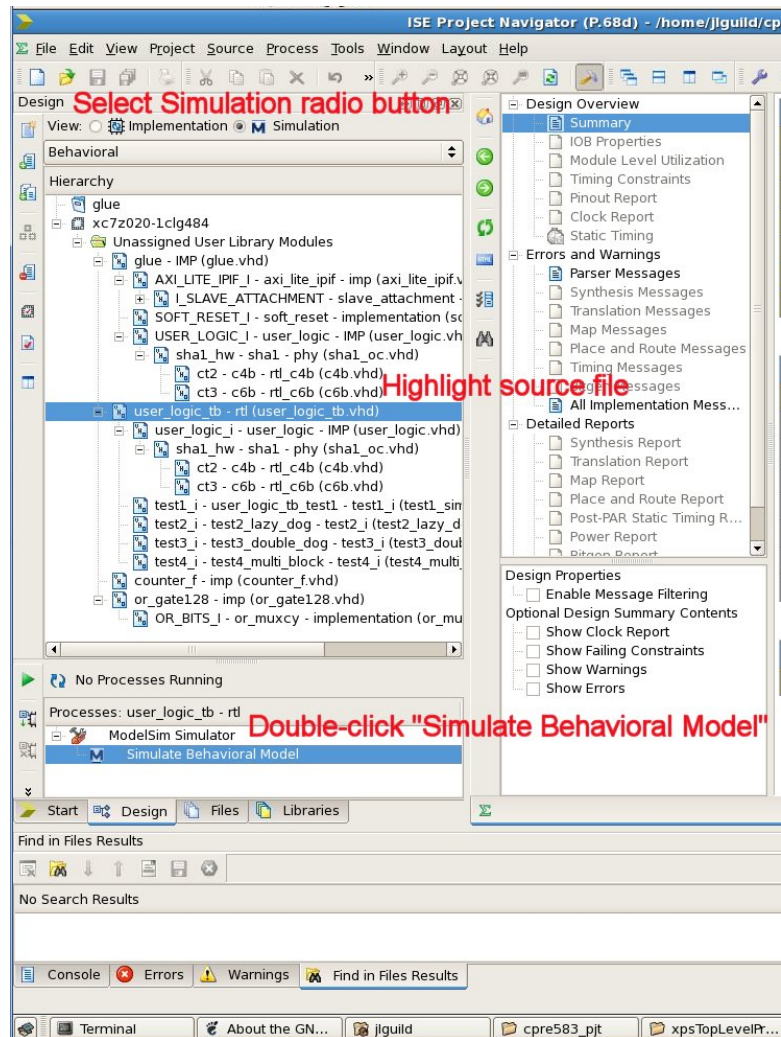 ISE Project Navigator (P.68d) - /home/jlguild/cp
File Edit View Project Source Process Tools Window Layout Help
»
Design
Select Simulation radio button
View: Implementation M Simulation
Behavioral
Hierarchy
glue
xc7z020-1clg484
Unassigned User Library Modules
glue - IMP (glue.vhd)
AXI_LITE_IPIF_I - axi_lite_ipif - imp (axi_lite_ipif.v
I_SLAVE_ATTACHMENT - slave_attachment -
SOFT_RESET_I - soft_reset - implementation (so
USER_LOGIC_I - user_logic - IMP (user_logic.vh
sha1_hw - sha1 - phy (sha1_oc.vhd)
ct2 - c4b - rtl_c4b (c4b.vhd)
ct3 - c6b - rtl_c6b (c6b.vhd)
Highlight source file
user_logic_tb - rtl (user_logic_tb.vhd)
user_logic_i - user_logic - IMP (user_logic.vhd)
sha1_hw - sha1 - phy (sha1_oc.vhd)
ct2 - c4b - rtl_c4b (c4b.vhd)
ct3 - c6b - rtl_c6b (c6b.vhd)
test1_i - user_logic_tb_test1 - test1_i (test1_sim
test2_i - test2_lazy_dog - test2_i (test2_lazy_d
test3_i - test3_double_dog - test3_i (test3_doul
test4_i - test4_multi_block - test4_i (test4_multi_
counter_f - imp (counter_f.vhd)
or_gate128 - imp (or_gate128.vhd)
OR_BITS_I - or_muxcy - implementation (or_mu
No Processes Running
Processes: user_logic_tb - rtl
Double-click "Simulate Behavioral Model"
ModelSim Simulator
M Simulate Behavioral Model
Start Design Files Libraries
Design Overview
Summary
IOB Properties
Module Level Utilization
Timing Constraints
Pinout Report
Clock Report
Static Timing
Errors and Warnings
Parser Messages
Synthesis Messages
Translation Messages
Map Messages
Place and Route Messages
Timing Messages
Messages
All Implementation Mess...
Detailed Reports
Synthesis Report
Translation Report
Map Report
Place and Route Report
Post-PAR Static Timing R...
Power Report
Bitgen Report
Design Properties
Enable Message Filtering
Optional Design Summary Contents
Show Clock Report
Show Failing Constraints
Show Warnings
Show Errors
Σ
Find in Files Results
No Search Results
Console Errors Warnings Find in Files Results
Terminal About the GN... jlguild cpre583_pjt xpsTopLevelPr...